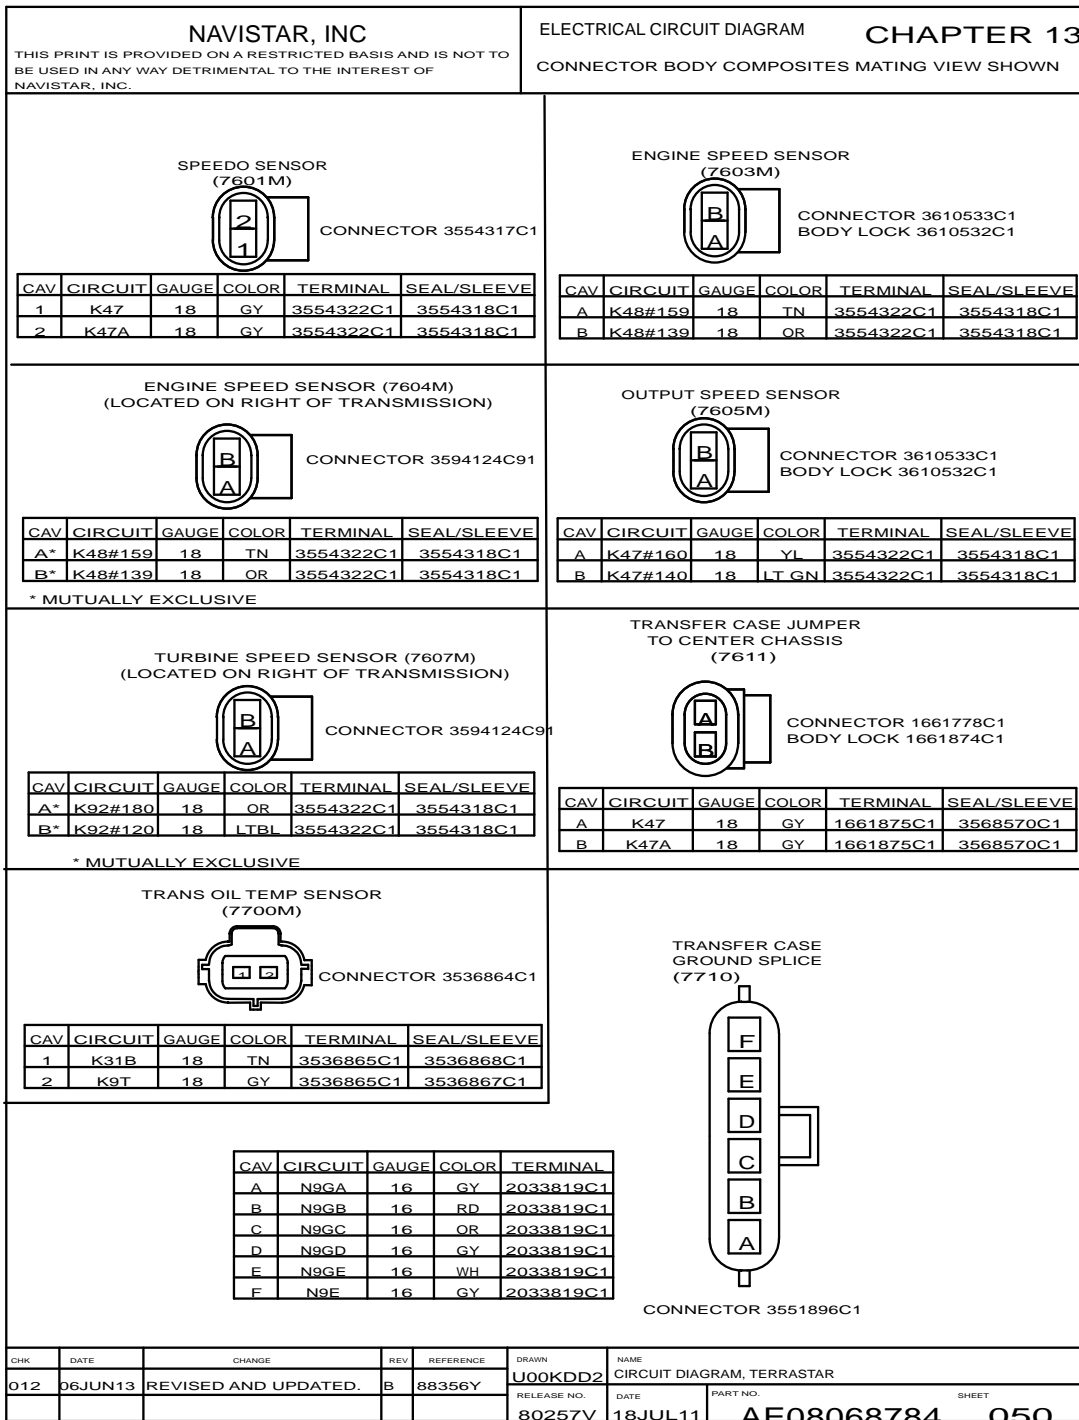 NAVISTAR, INC
THIS PRINT IS PROVIDED ON A RESTRICTED BASIS AND IS NOT TO
BE USED IN ANY WAY DETRIMENTAL TO THE INTEREST OF
NAVISTAR, INC.
ELECTRICAL CIRCUIT DIAGRAM CHAPTER 13
CONNECTOR BODY COMPOSITES MATING VIEW SHOWN
SPEEDO SENSOR
(7601M)
2
1
CONNECTOR 3554317C1
CAV CIRCUIT GAUGE COLOR TERMINAL SEAL/SLEEVE
1 K47 18 GY 3554322C1 3554318C1
2 K47A 18 GY 3554322C1 3554318C1
ENGINE SPEED SENSOR
(7603M)
B
A
CONNECTOR 3610533C1
BODY LOCK 3610532C1
CAV CIRCUIT GAUGE COLOR TERMINAL SEAL/SLEEVE
A K48#159 18 TN 3554322C1 3554318C1
B K48#139 18 OR 3554322C1 3554318C1
ENGINE SPEED SENSOR (7604M)
(LOCATED ON RIGHT OF TRANSMISSION)
B
A
CONNECTOR 3594124C91
CAV CIRCUIT GAUGE COLOR TERMINAL SEAL/SLEEVE
A* K48#159 18 TN 3554322C1 3554318C1
B* K48#139 18 OR 3554322C1 3554318C1
* MUTUALLY EXCLUSIVE
OUTPUT SPEED SENSOR
(7605M)
B
A
CONNECTOR 3610533C1
BODY LOCK 3610532C1
CAV CIRCUIT GAUGE COLOR TERMINAL SEAL/SLEEVE
A K47#160 18 YL 3554322C1 3554318C1
B K47#140 18 LT GN 3554322C1 3554318C1
TURBINE SPEED SENSOR (7607M)
(LOCATED ON RIGHT OF TRANSMISSION)
B
A
CONNECTOR 3594124C91
CAV CIRCUIT GAUGE COLOR TERMINAL SEAL/SLEEVE
A* K92#180 18 OR 3554322C1 3554318C1
B* K92#120 18 LTBL 3554322C1 3554318C1
* MUTUALLY EXCLUSIVE
TRANSFER CASE JUMPER
TO CENTER CHASSIS
(7611)
A
B
CONNECTOR 1661778C1
BODY LOCK 1661874C1
CAV CIRCUIT GAUGE COLOR TERMINAL SEAL/SLEEVE
A K47 18 GY 1661875C1 3568570C1
B K47A 18 GY 1661875C1 3568570C1
TRANS OIL TEMP SENSOR
(7700M)
1 2
CONNECTOR 3536864C1
CAV CIRCUIT GAUGE COLOR TERMINAL SEAL/SLEEVE
1 K31B 18 TN 3536865C1 3536868C1
2 K9T 18 GY 3536865C1 3536867C1
TRANSFER CASE
GROUND SPLICE
(7710)
F
E
D
C
B
A
CONNECTOR 3551896C1
CAV CIRCUIT GAUGE COLOR TERMINAL
A N9GA 16 GY 2033819C1
B N9GB 16 RD 2033819C1
C N9GC 16 OR 2033819C1
D N9GD 16 GY 2033819C1
E N9GE 16 WH 2033819C1
F N9E 16 GY 2033819C1
CHK DATE CHANGE REV REFERENCE
012 06JUN13 REVISED AND UPDATED. B 88356Y
DRAWN
U00KDD2
NAME
CIRCUIT DIAGRAM, TERRASTAR
RELEASE NO. DATE PART NO. SHEET
80257V 18JUL11 AE08068784 050